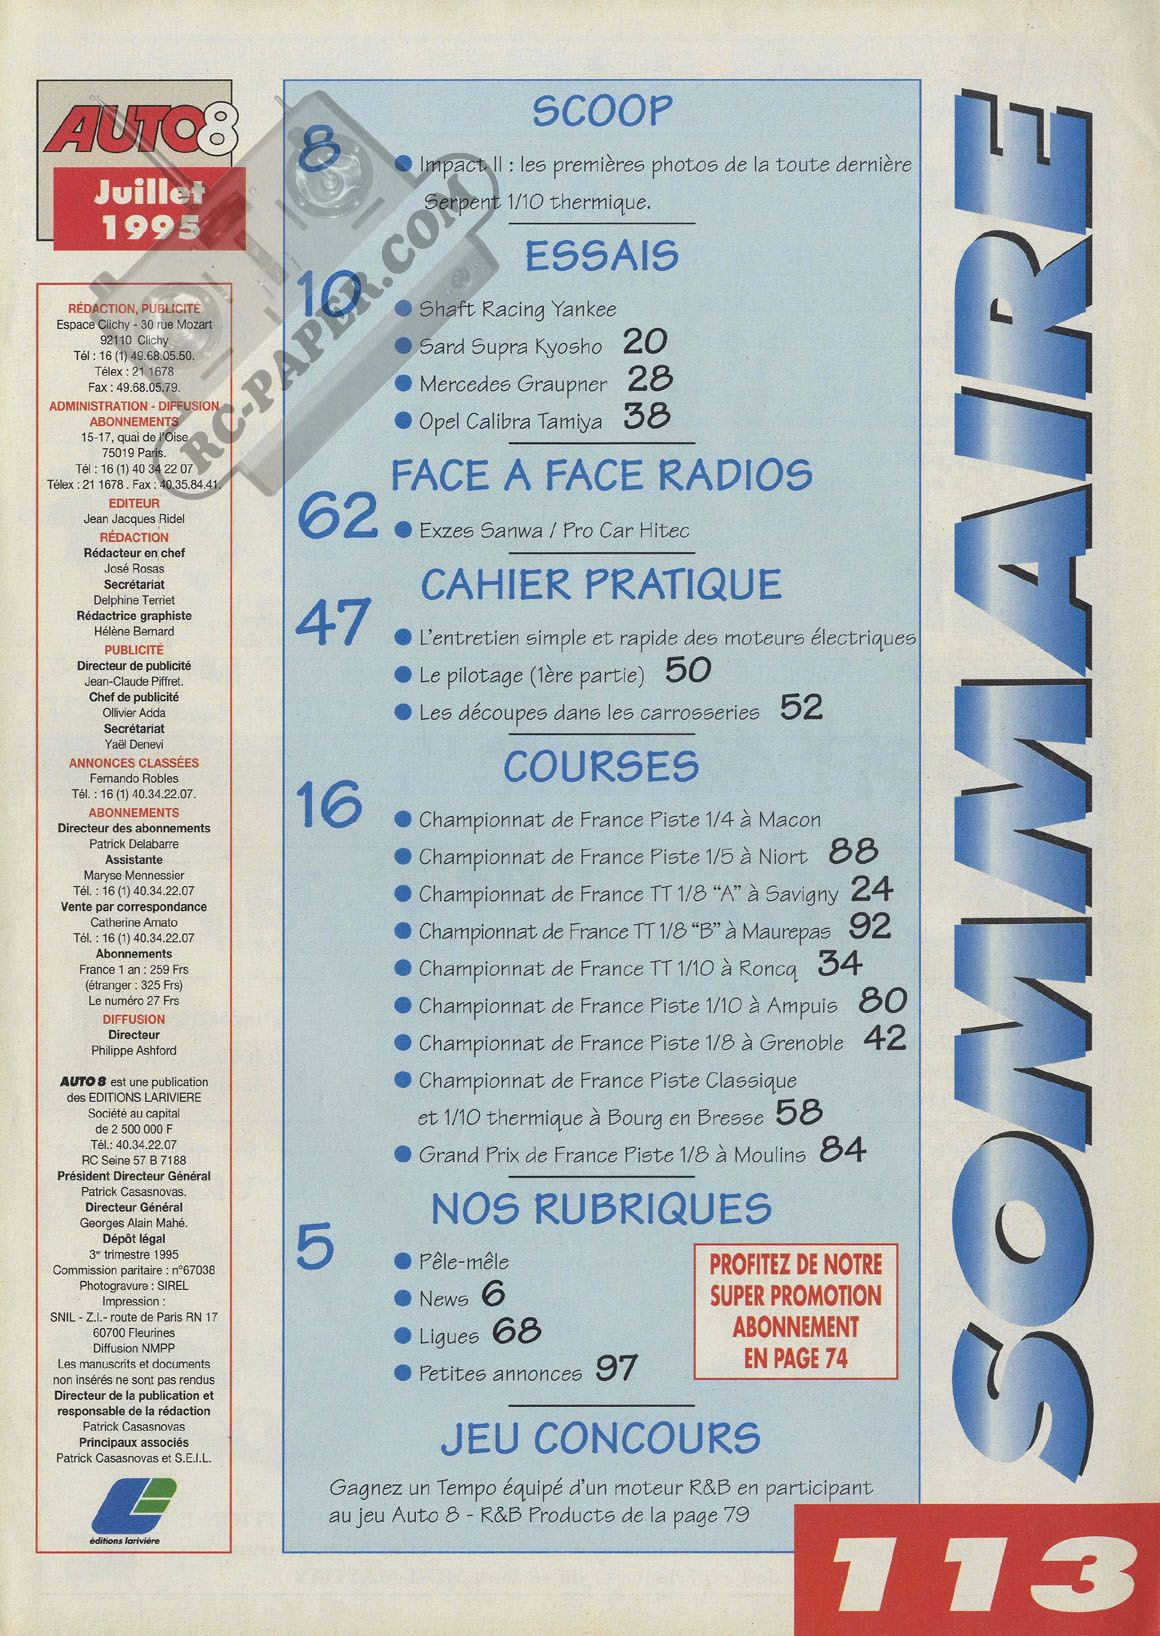 AUTO8
Juillet
1995
RÉDACTION, PUBLICITÉ
Espace Clichy - 30 rue Mozart
92110 Clichy
Tél : 16 (1) 49.68.05.50.
Télex : 21 1678
Fax : 49.68.05.79.
ADMINISTRATION - DIFFUSION
ABONNEMENTS
15-17, quai de l'Oise
75019 Paris.
Tél : 16 (1) 40 34 22 07
Télex : 21 1678 . Fax : 40.35.84.41.
EDITEUR
Jean Jacques Ridel
RÉDACTION
Rédacteur en chef
José Rosas
Secrétariat
Delphine Terriet
Rédactrice graphiste
Hélène Bernard
PUBLICITÉ
Directeur de publicité
Jean-Claude Piffret.
Chef de publicité
Ollivier Adda
Secrétariat
Yaël Denevi
ANNONCES CLASSÉES
Fernando Robles
Tél. : 16 (1) 40.34.22.07.
ABONNEMENTS
Directeur des abonnements
Patrick Delabarre
Assistante
Maryse Mennessier
Tél. : 16 (1) 40.34.22.07
Vente par correspondance
Catherine Amato
Tél. : 16 (1) 40.34.22.07
Abonnements
France 1 an : 259 Frs
(étranger : 325 Frs)
Le numéro 27 Frs
DIFFUSION
Directeur
Philippe Ashford
AUTO 8 est une publication
des EDITIONS LARIVIERE
Société au capital
de 2 500 000 F
Tél.: 40.34.22.07
RC Seine 57 B 7188
Président Directeur Général
Patrick Casasnovas.
Directeur Général
Georges Alain Mahé.
Dépôt légal
3e trimestre 1995
Commission paritaire : n°67038
Photogravure : SIREL
Impression :
SNIL - Z.I.- route de Paris RN 17
60700 Fleurines
Diffusion NMPP
Les manuscrits et documents
non insérés ne sont pas rendus
Directeur de la publication et
responsable de la rédaction
Patrick Casasnovas
Principaux associés
Patrick Casasnovas et S.E.I.L.
éditions larivière
RC-PAPER.COM
SCOOP
8
Impact II : les premières photos de la toute dernière
Serpent 1/10 thermique.
ESSAIS
10
Shaft Racing Yankee
Sard Supra Kyosho 20
Mercedes Graupner 28
Opel Calibra Tamiya 38
FACE A FACE RADIOS
62
Exzes Sanwa / Pro Car Hitec
CAHIER PRATIQUE
47
L'entretien simple et rapide des moteurs électriques
Le pilotage (1ère partie) 50
Les découpes dans les carrosseries 52
COURSES
16
Championnat de France Piste 1/4 à Macon
Championnat de France Piste 1/5 à Niort 88
Championnat de France TT 1/8 “A” à Savigny 24
Championnat de France TT 1/8 “B” à Maurepas 92
Championnat de France TT 1/10 à Roncq 34
Championnat de France Piste 1/10 à Ampuis 80
Championnat de France Piste 1/8 à Grenoble 42
Championnat de France Piste Classique
et 1/10 thermique à Bourg en Bresse 58
Grand Prix de France Piste 1/8 à Moulins 84
NOS RUBRIQUES
5
Pêle-mêle
News 6
Ligues 68
Petites annonces 97
PROFITEZ DE NOTRE
SUPER PROMOTION
ABONNEMENT
EN PAGE 74
JEU CONCOURS
Gagnez un Tempo équipé d'un moteur R&B en participant
au jeu Auto 8 - R&B Products de la page 79
SOMMAIRE
113